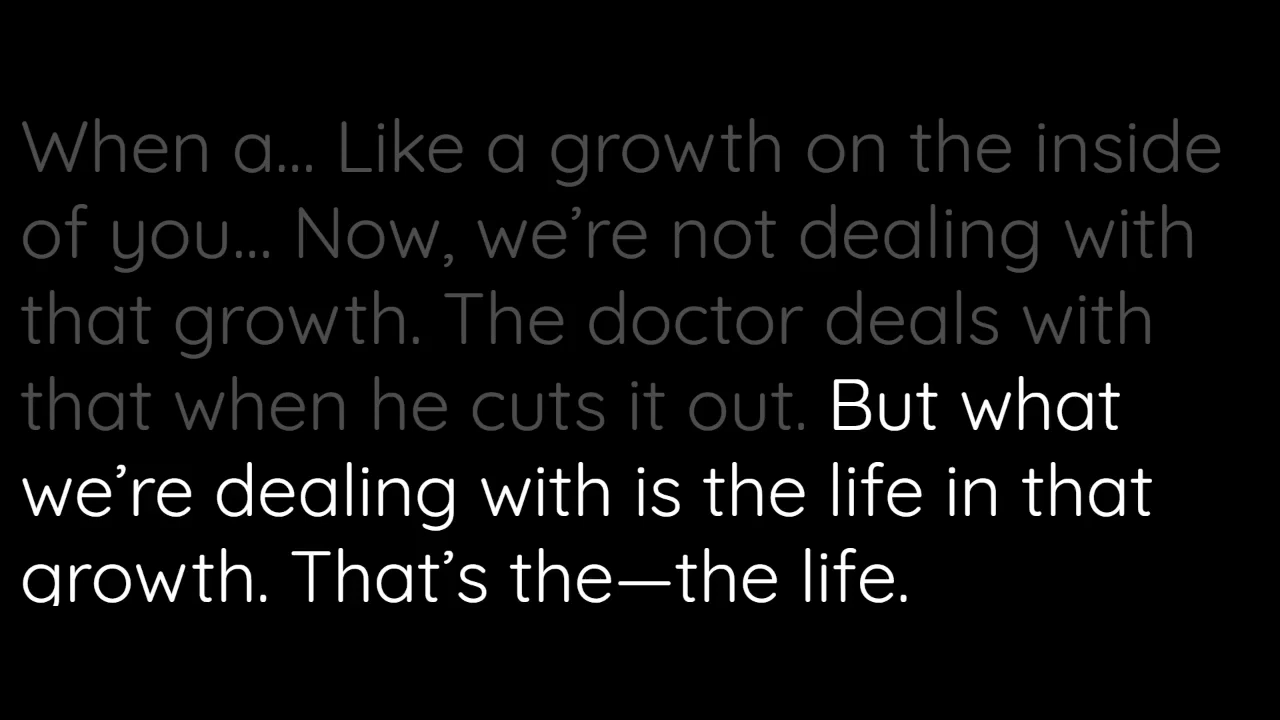 When a... Like a growth on the inside
of you... Now, we’re not dealing with
that growth. The doctor deals with
that when he cuts it out. But what
we’re dealing with is the life in that
growth. That’s the—the life.